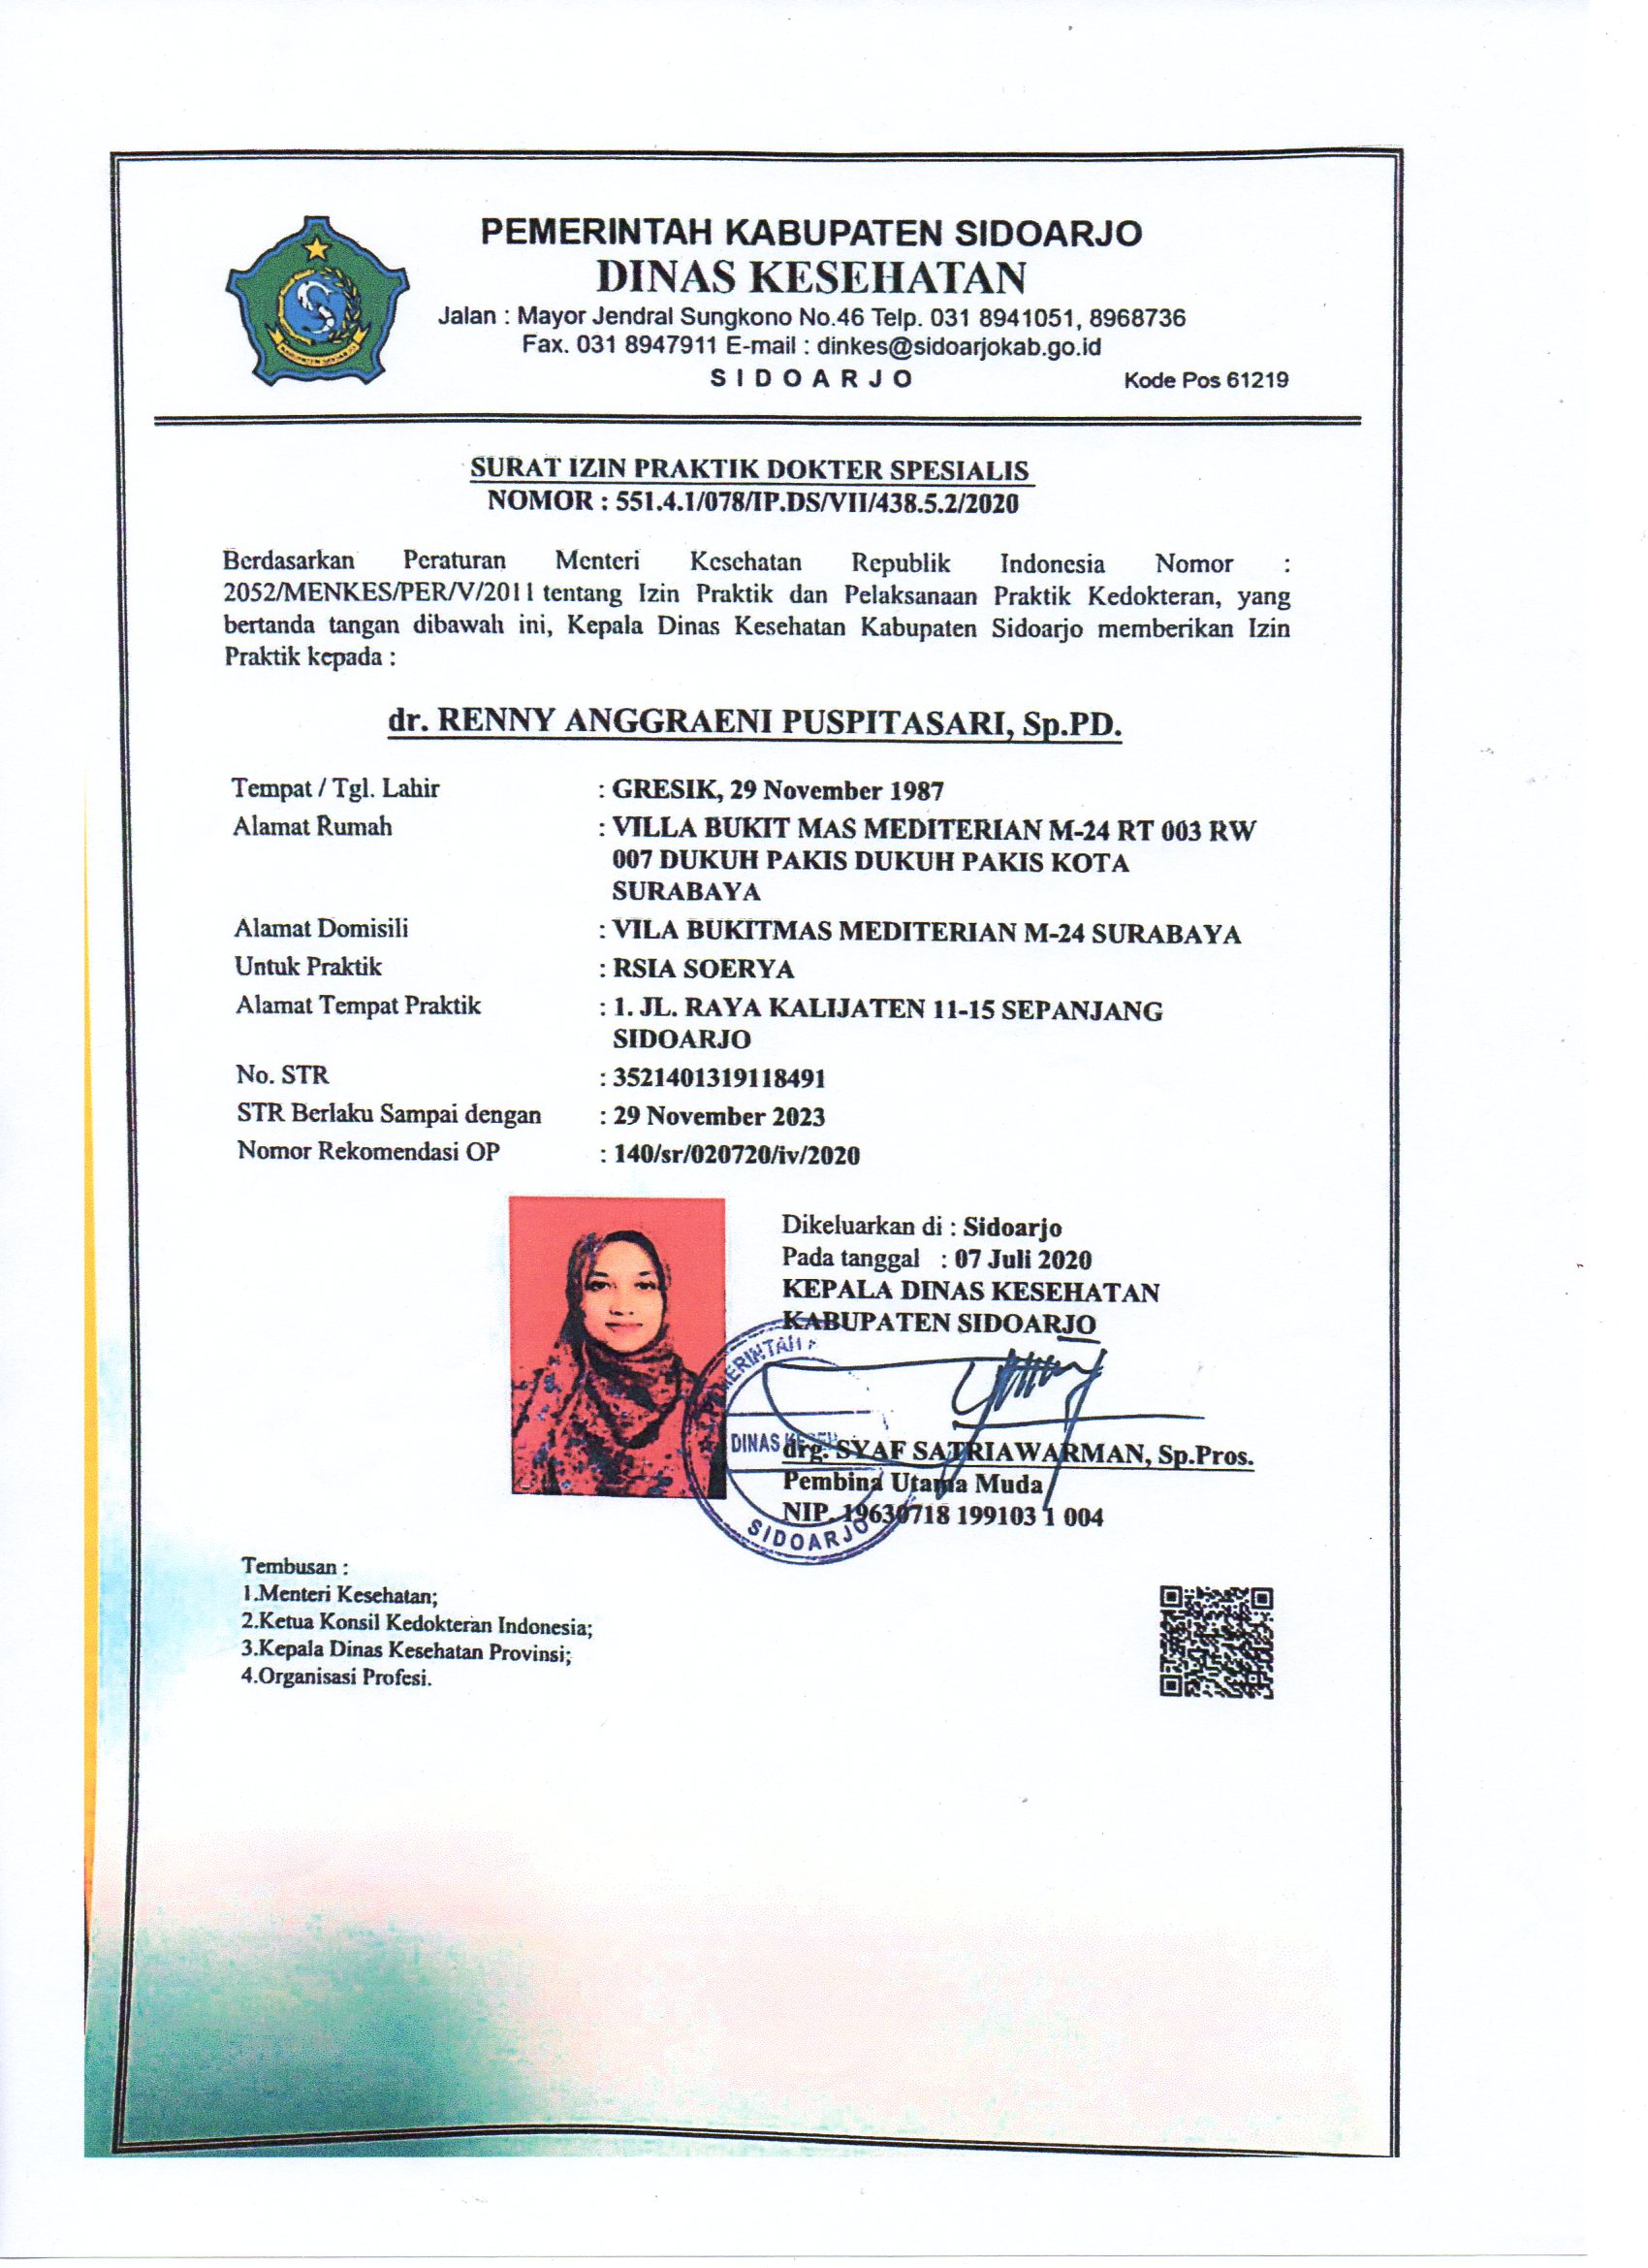 PEMERINTAH KABUPATEN SIDOARJO
DINAS KESEHATAN
Jalan : Mayor Jendral Sungkono No.46 Telp. 031 8941051, 8968736
Fax. 031 8947911 E-mail : dinkes@sidoarjokab.go.id
S I D O A R J O Kode Pos 61219
KABUPATEN SIDOARJO
SURAT IZIN PRAKTIK DOKTER SPESIALIS
NOMOR : 551.4.1/078/IP.DS/VII/438.5.2/2020
Berdasarkan Peraturan Menteri Kesehatan Republik Indonesia Nomor :
2052/MENKES/PER/V/2011 tentang Izin Praktik dan Pelaksanaan Praktik Kedokteran, yang
bertanda tangan dibawah ini, Kepala Dinas Kesehatan Kabupaten Sidoarjo memberikan Izin
Praktik kepada :
dr. RENNY ANGGRAENI PUSPITASARI, Sp.PD.
Tempat / Tgl. Lahir : GRESIK, 29 November 1987
Alamat Rumah : VILLA BUKIT MAS MEDITERIAN M-24 RT 003 RW
007 DUKUH PAKIS DUKUH PAKIS KOTA
SURABAYA
Alamat Domisili : VILA BUKITMAS MEDITERIAN M-24 SURABAYA
Untuk Praktik : RSIA SOERYA
Alamat Tempat Praktik : 1. JL. RAYA KALIJATEN 11-15 SEPANJANG
SIDOARJO
No. STR : 3521401319118491
STR Berlaku Sampai dengan : 29 November 2023
Nomor Rekomendasi OP : 140/sr/020720/iv/2020
Dikeluarkan di : Sidoarjo
Pada tanggal : 07 Juli 2020
KEPALA DINAS KESEHATAN
KABUPATEN SIDOARJO
DINAS
SIDOARJO
drg. SYAF SATRIAWARMAN, Sp.Pros.
Pembina Utama Muda
NIP. 19630718 199103 1 004
Tembusan :
1.Menteri Kesehatan;
2.Ketua Konsil Kedokteran Indonesia;
3.Kepala Dinas Kesehatan Provinsi;
4.Organisasi Profesi.